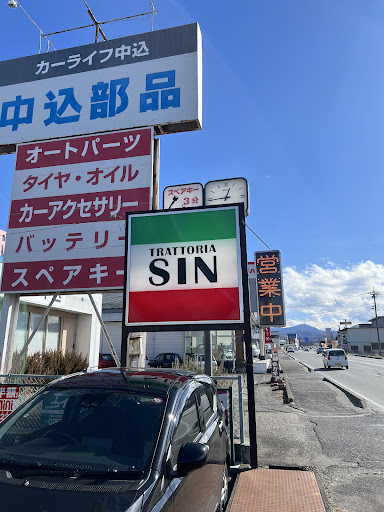 カーライフ中込
中込部品
オートパーツ
タイヤ・オイル
カーアクセサリー
バッテリー
スペアキー
スペアキー
3分
TRATTORIA
SIN
営業中